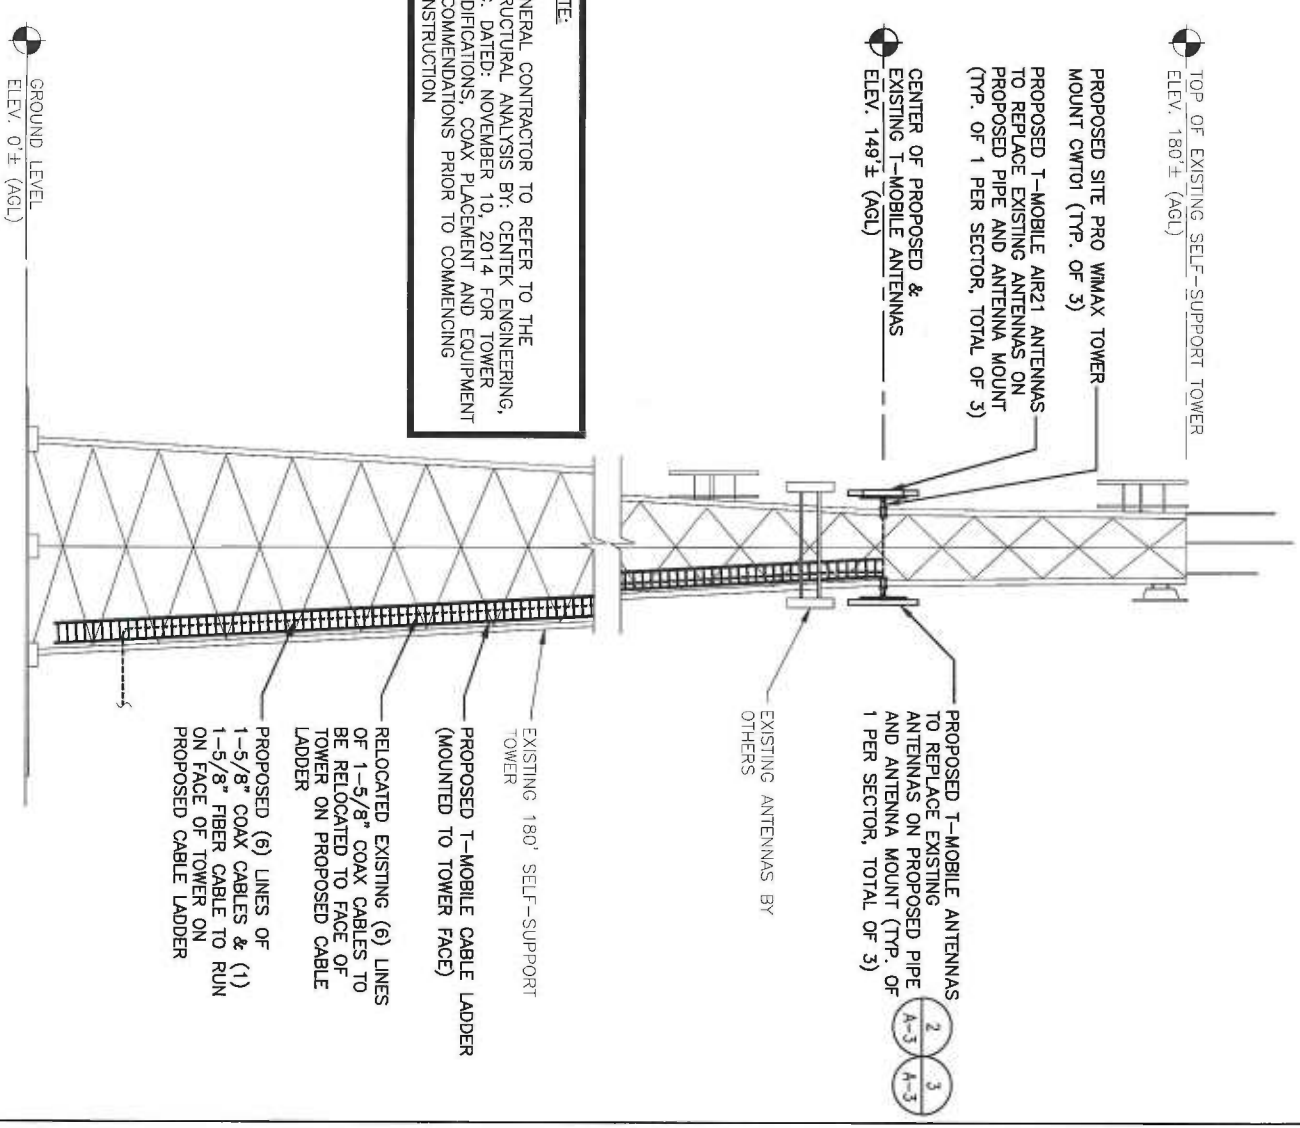 TOP OF EXISTING SELF-SUPPORT TOWER
ELEV. 180'± (AGL)
PROPOSED SITE PRO WiMAX TOWER
MOUNT CWT01 (TYP. OF 3)
PROPOSED T-MOBILE AIR21 ANTENNAS
TO REPLACE EXISTING ANTENNAS ON
PROPOSED PIPE AND ANTENNA MOUNT
(TYP. OF 1 PER SECTOR, TOTAL OF 3)
CENTER OF PROPOSED &
EXISTING T-MOBILE ANTENNAS
ELEV. 149'± (AGL)
TE:
NERAL CONTRACTOR TO REFER TO THE
RUCTURAL ANALYSIS BY: CENTEK ENGINEERING,
C. DATED: NOVEMBER 10, 2014 FOR TOWER
DIFICATIONS, COAX PLACEMENT AND EQUIPMENT
COMMENDATIONS PRIOR TO COMMENCING
NSTRUCTION
GROUND LEVEL
ELEV. 0'± (AGL)
PROPOSED T-MOBILE ANTENNAS
TO REPLACE EXISTING
ANTENNAS ON PROPOSED PIPE
AND ANTENNA MOUNT (TYP. OF
1 PER SECTOR, TOTAL OF 3)
2
A-3
3
A-3
EXISTING ANTENNAS BY
OTHERS
EXISTING 180' SELF-SUPPORT
TOWER
PROPOSED T-MOBILE CABLE LADDER
(MOUNTED TO TOWER FACE)
RELOCATED EXISTING (6) LINES
OF 1-5/8" COAX CABLES TO
BE RELOCATED TO FACE OF
TOWER ON PROPOSED CABLE
LADDER
PROPOSED (6) LINES OF
1-5/8" COAX CABLES & (1)
1-5/8" FIBER CABLE TO RUN
ON FACE OF TOWER ON
PROPOSED CABLE LADDER